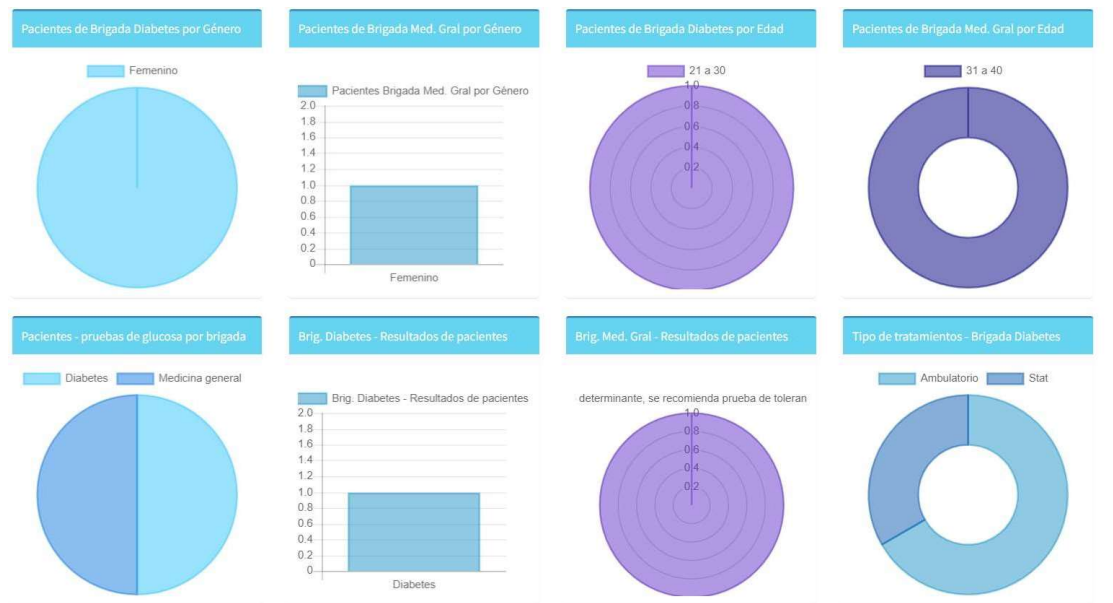 Pacientes de Brigada Diabetes por Género
Pacientes de Brigada Med. Gral por Género
Pacientes de Brigada Diabetes por Edad
Pacientes de Brigada Med. Gral por Edad
Femenino
Pacientes Brigada Med. Gral por Género
2.0
1.8
1.6
1.4
1.2
1.0
0.8
0.6
0.4
0.2
0
Femenino
21 a 30
1.0
0.8
0.6
0.4
0.2
31 a 40
Pacientes - pruebas de glucosa por brigada
Brig. Diabetes - Resultados de pacientes
Brig. Med. Gral - Resultados de pacientes
Tipo de tratamientos - Brigada Diabetes
Diabetes Medicina general
Brig. Diabetes - Resultados de pacientes
2.0
1.8
1.6
1.4
1.2
1.0
0.8
0.6
0.4
0.2
0
Diabetes
determinante, se recomienda prueba de toleran
1.0
0.8
0.6
0.4
0.2
Ambulatorio Stat